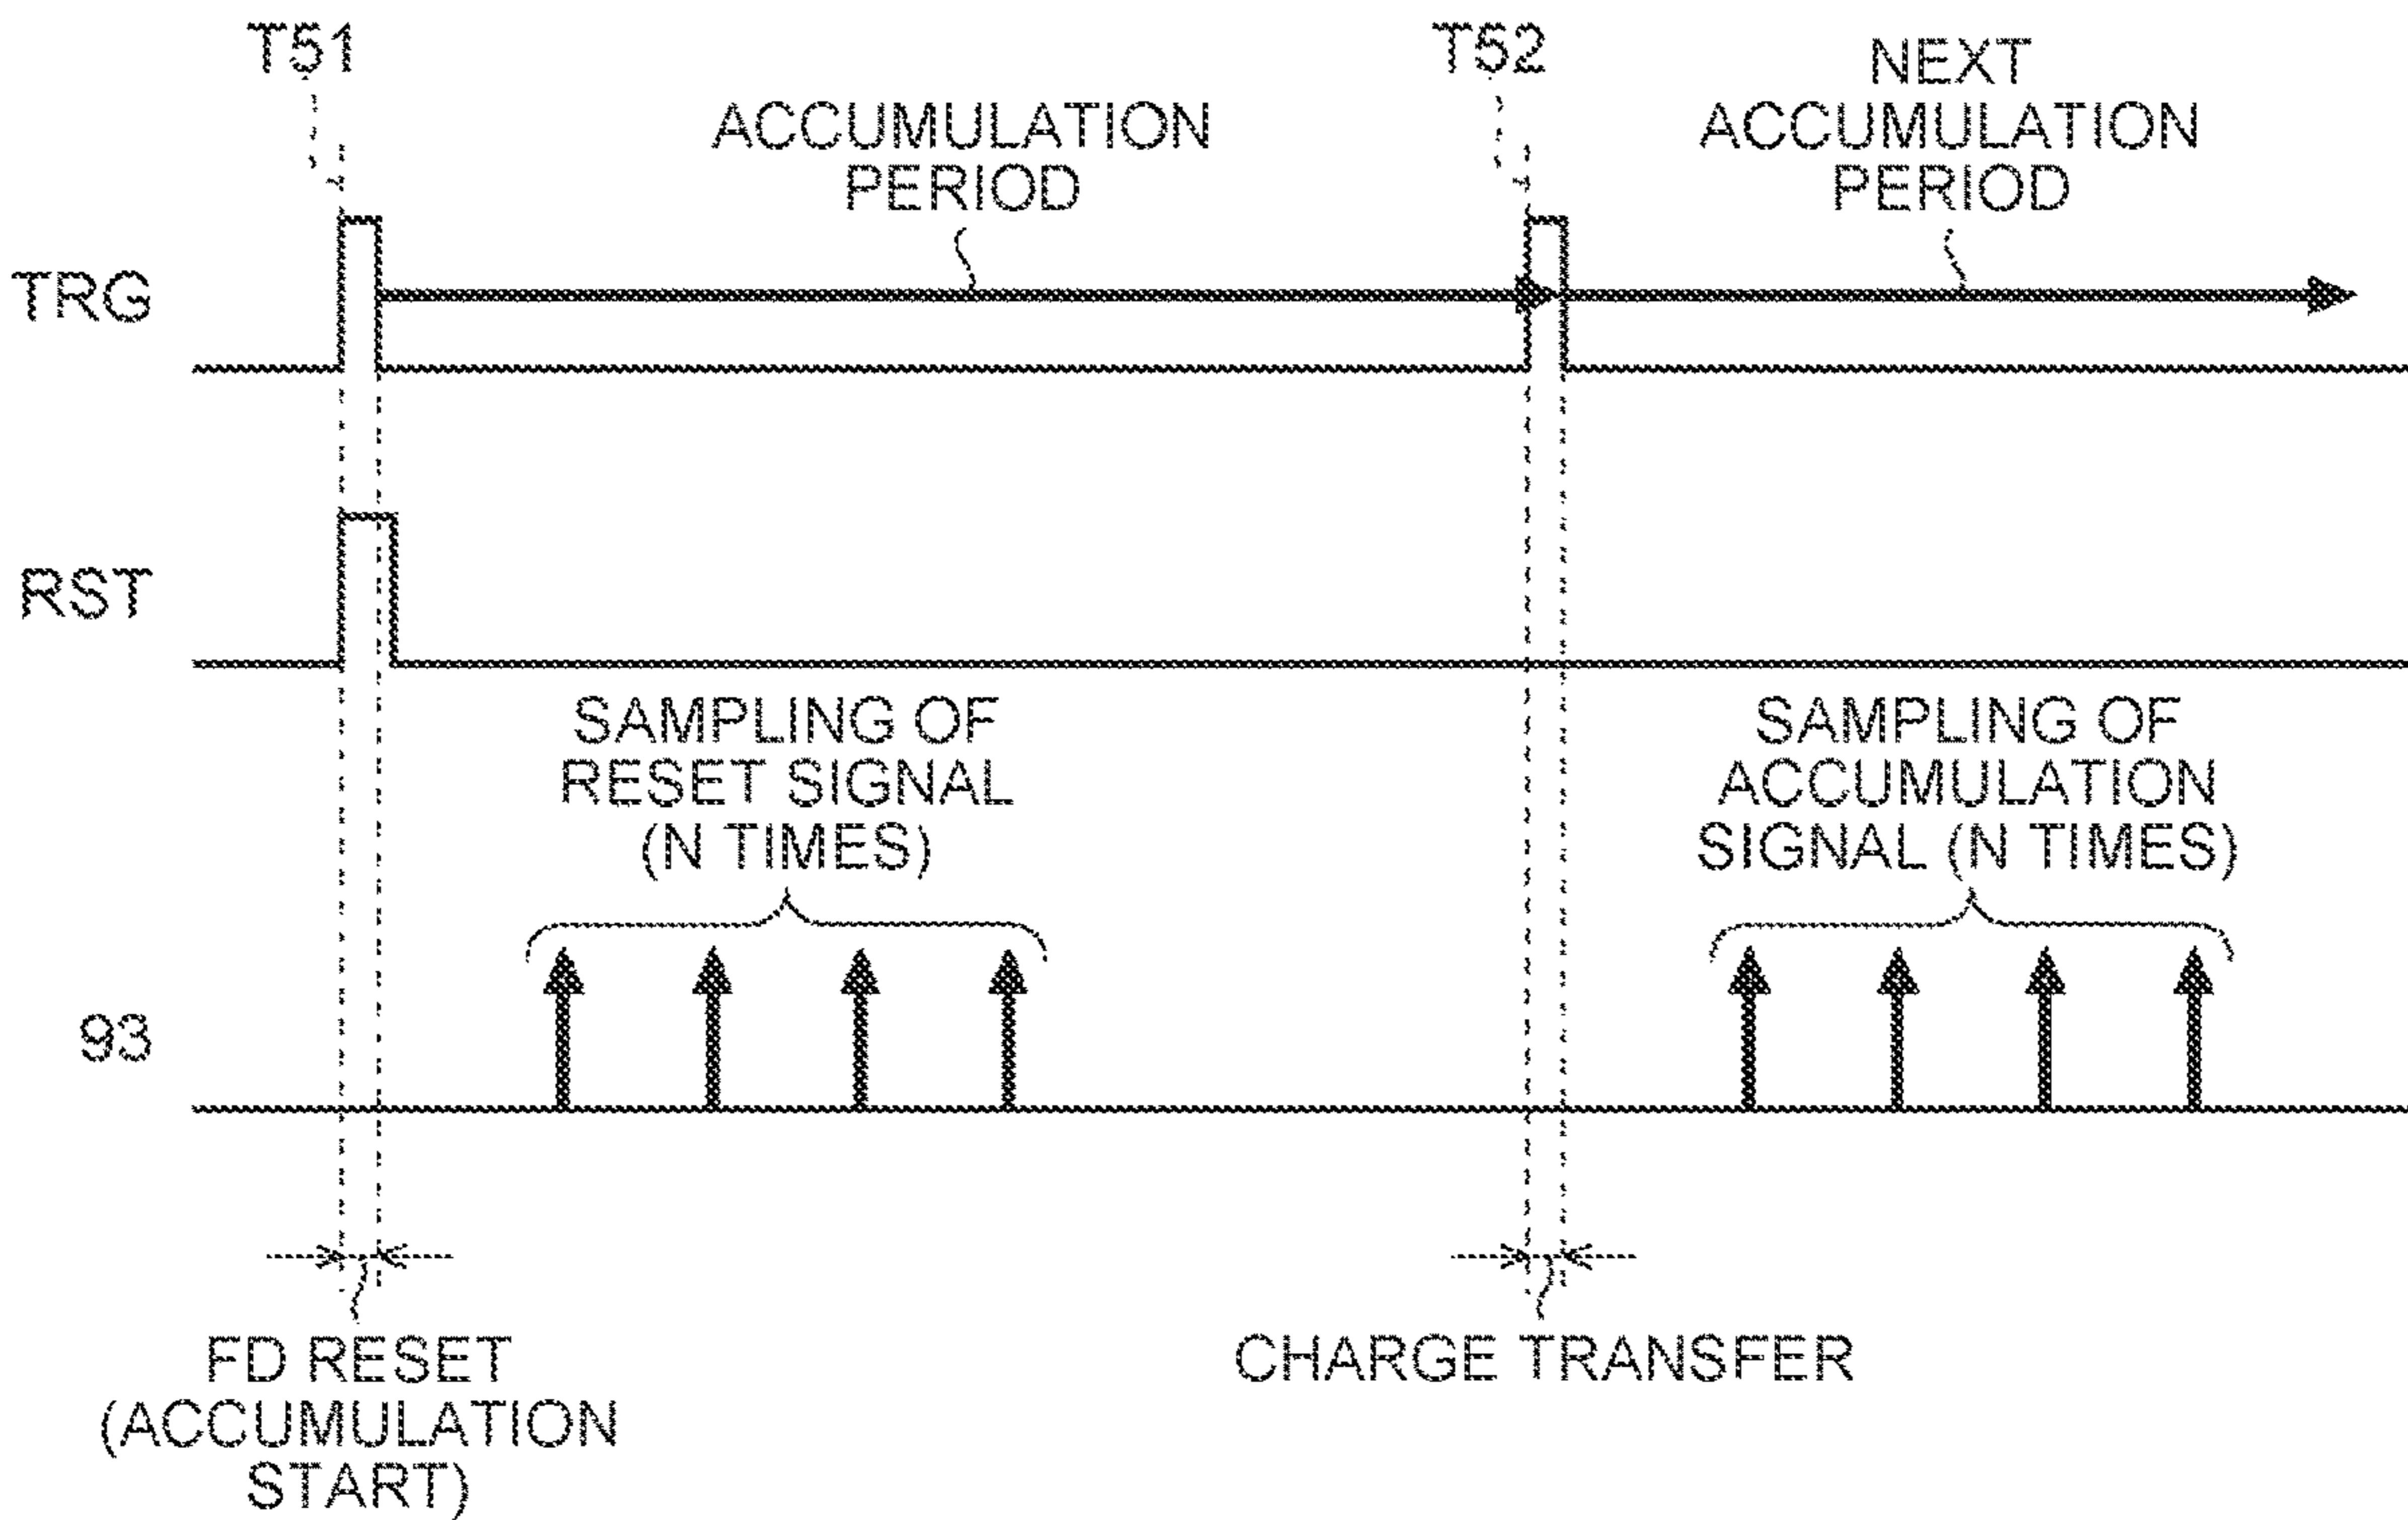 T51
T52
ACCUMULATION
PERIOD
NEXT
ACCUMULATION
PERIOD
TRG
RST
SAMPLING OF
RESET SIGNAL
(N TIMES)
SAMPLING OF
ACCUMULATION
SIGNAL (N TIMES)
93
FD RESET
(ACCUMULATION
START)
CHARGE TRANSFER